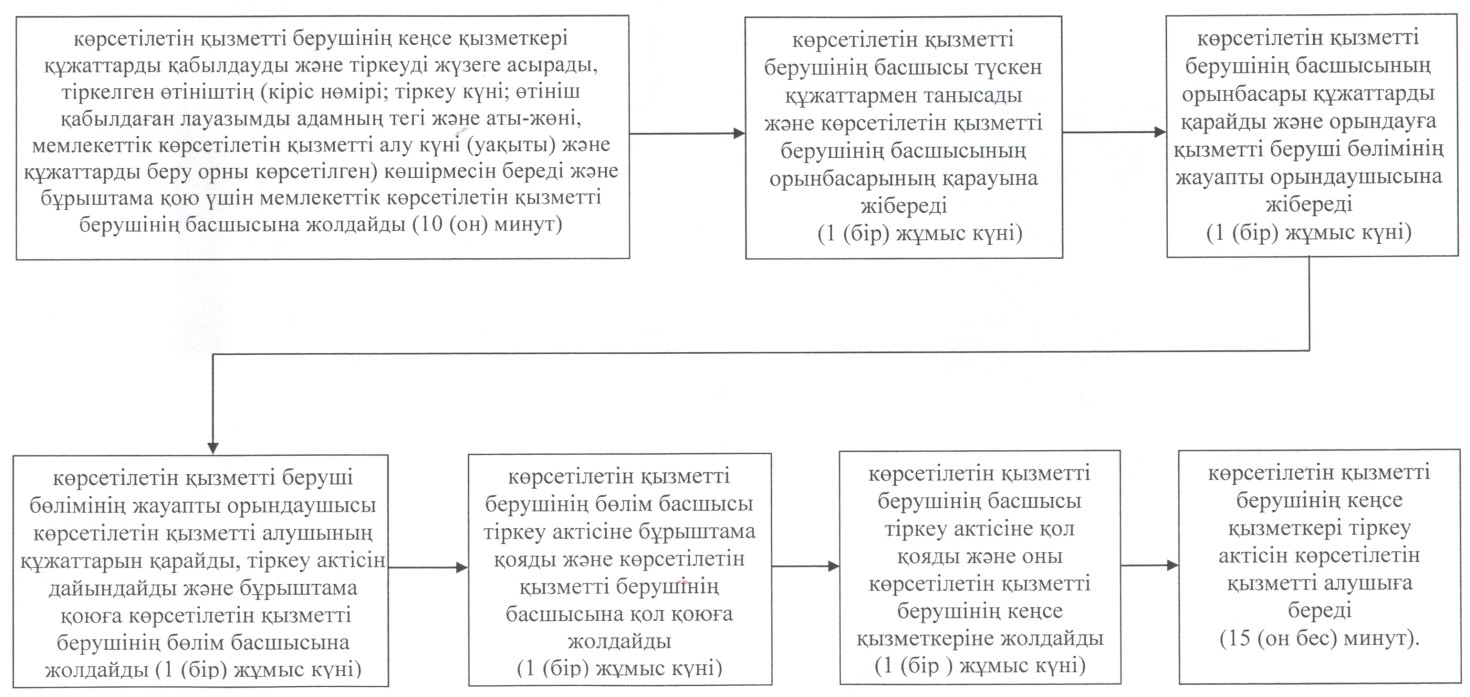 көрсетілетін қызметті берушінің кеңсе қызметкері
құжаттарды қабылдауды және тіркеуді жүзеге асырады,
тіркелген өтініштің (кіріс нөмірі; тіркеу күні; өтініш
қабылдаған лауазымды адамның тегі және аты-жөні,
мемлекеттік көрсетілетін қызметті алу күні (уақыты) және
құжаттарды беру орны көрсетілген) көшірмесін береді және
бұрыштама қою үшін мемлекеттік көрсетілетін қызметті
берушінің басшысына жолдайды (10 (он) минут)
көрсетілетін қызметті
берушінің басшысы түскен
құжаттармен танысады
және көрсетілетін қызметті
берушінің басшысының
орынбасарының қарауына
жібереді
(1 (бір) жұмыс күні)
көрсетілетін қызметті
берушінің басшысының
орынбасары құжаттарды
қарайды және орындауға
қызметті беруші бөлімінің
жауапты орындаушысына
жібереді
(1 (бір) жұмыс күні)
көрсетілетін қызметті беруші
бөлімінің жауапты орындаушысы
көрсетілетін қызметті алушының
құжаттарын қарайды, тіркеу актісін
дайындайды және бұрыштама
қоюға көрсетілетін қызметті
берушінің бөлім басшысына
жолдайды (1 (бір) жұмыс күні)
көрсетілетін қызметті
берушінің бөлім басшысы
тіркеу актісіне бұрыштама
қояды және көрсетілетін
қызметті берушінің
басшысына қол қоюға
жолдайды
(1 (бір) жұмыс күні)
көрсетілетін қызметті
берушінің басшысы
тіркеу актісіне қол
қояды және оны
көрсетілетін қызметті
берушінің кеңсе
қызметкеріне жолдайды
(1 (бір ) жұмыс күні)
көрсетілетін қызметті
берушінің кеңсе
қызметкері тіркеу
актісін көрсетілетін
қызметті алушыға
береді
(15 (он бес) минут).